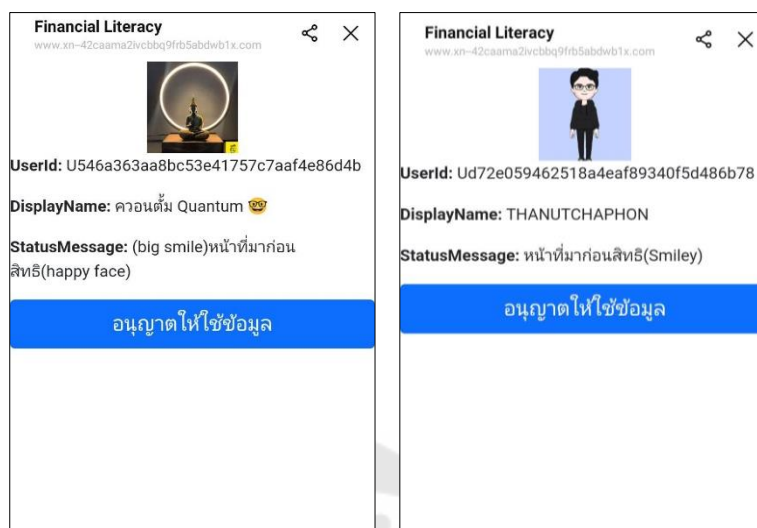 Financial Literacy
www.xn--42caama2ivcbbq9frb5abdwb1x.com
UserId: U546a363aa8bc53e41757c7aaf4e86d4b
DisplayName: ควอนตั้ม Quantum 🤓
StatusMessage: (big smile)หน้าที่มาก่อน
สิทธิ(happy face)
อนุญาตให้ใช้ข้อมูล
Financial Literacy
www.xn--42caama2ivcbbq9frb5abdwb1x.com
UserId: Ud72e059462518a4eaf89340f5d486b78
DisplayName: THANUTCHAPHON
StatusMessage: หน้าที่มาก่อนสิทธิ(Smiley)
อนุญาตให้ใช้ข้อมูล